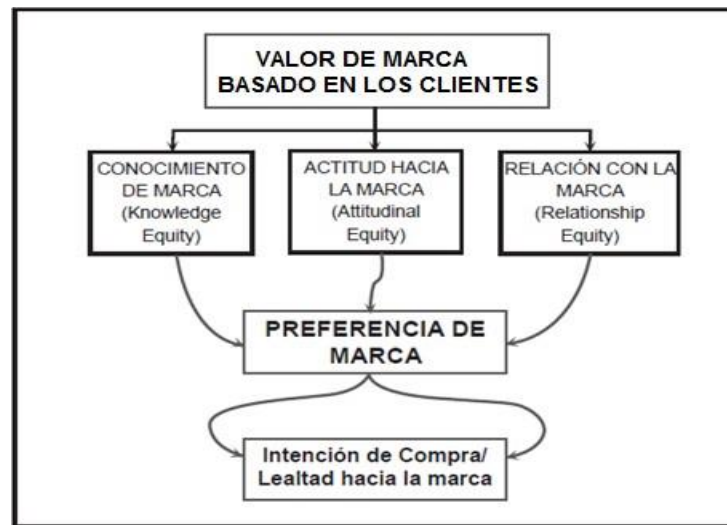 VALOR DE MARCA
BASADO EN LOS CLIENTES
CONOCIMIENTO
DE MARCA
(Knowledge
Equity)
ACTITUD HACIA
LA MARCA
(Attitudinal
Equity)
RELACIÓN CON LA
MARCA
(Relationship
Equity)
PREFERENCIA DE
MARCA
Intención de Compra/
Lealtad hacia la marca